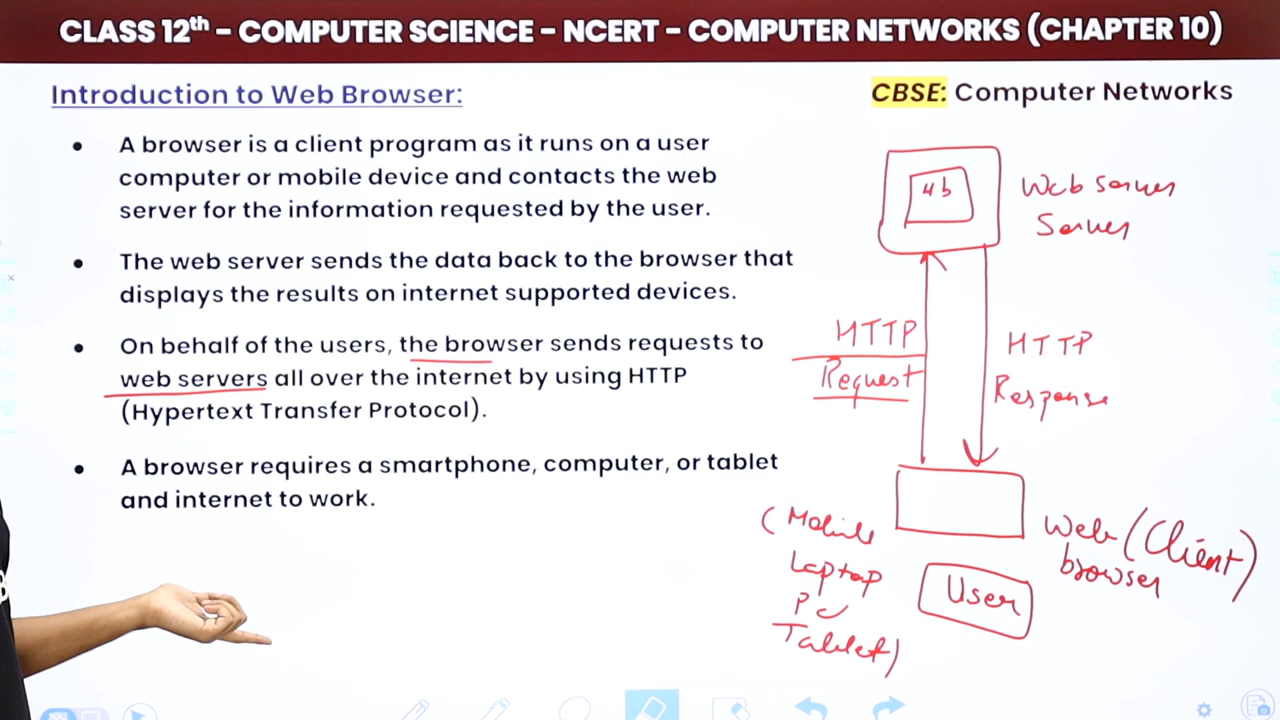 CLASS 12th – COMPUTER SCIENCE – NCERT – COMPUTER NETWORKS (CHAPTER 10)
Introduction to Web Browser:
• A browser is a client program as it runs on a user
computer or mobile device and contacts the web
server for the information requested by the user.
• The web server sends the data back to the browser that
displays the results on internet supported devices.
• On behalf of the users, the browser sends requests to
web servers all over the internet by using HTTP
(Hypertext Transfer Protocol).
• A browser requires a smartphone, computer, or tablet
and internet to work.
CBSE: Computer Networks
Web Server
Server
HTTP
Request
HTTP
Response
(Mobile
Laptop
PC
Tablet)
Web (Client)
browser
User